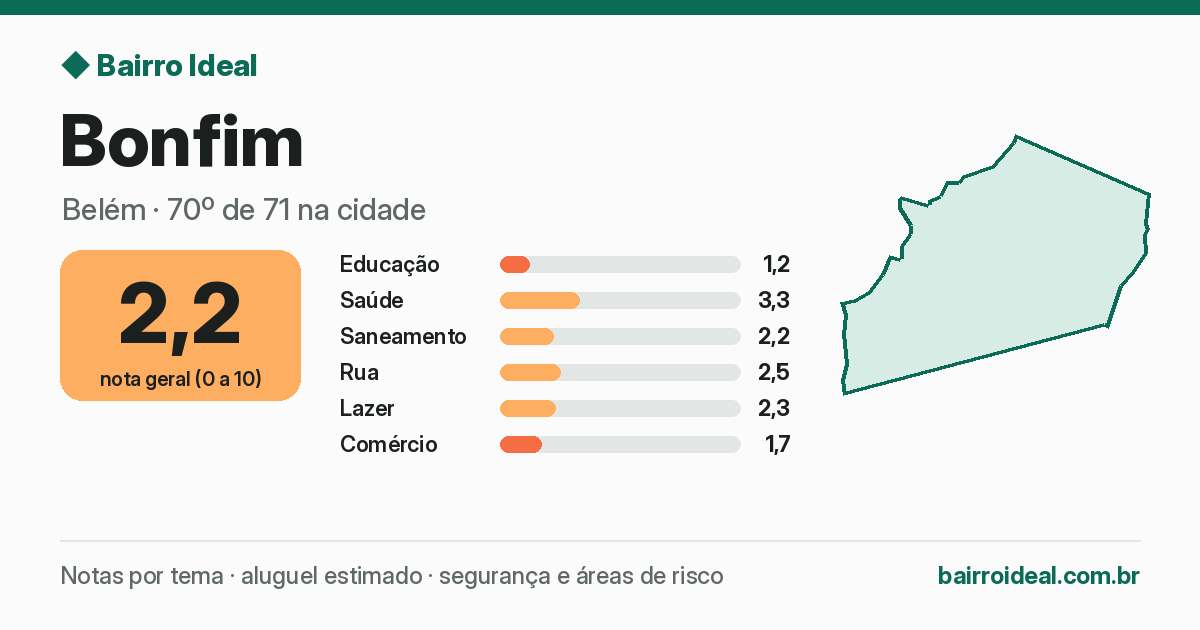 Bairro Ideal
Bonfim
Belém · 70º de 71 na cidade
2,2
nota geral (0 a 10)
Educação 1,2
Saúde 3,3
Saneamento 2,2
Rua 2,5
Lazer 2,3
Comércio 1,7
Notas por tema · aluguel estimado · segurança e áreas de risco
bairroideal.com.br